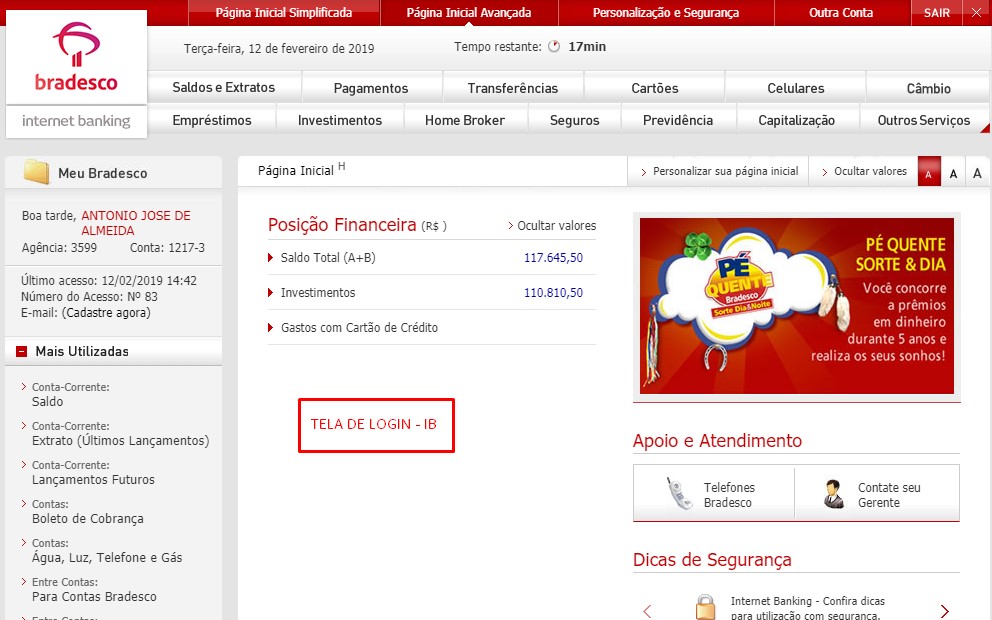 Página Inicial Simplificada
Página Inicial Avançada
Personalização e Segurança
Outra Conta
SAIR
bradesco
internet banking
Terça-feira, 12 de fevereiro de 2019
Tempo restante: 17min
Saldos e Extratos
Pagamentos
Transferências
Cartões
Celulares
Câmbio
Empréstimos
Investimentos
Home Broker
Seguros
Previdência
Capitalização
Outros Serviços
Meu Bradesco
Boa tarde, ANTONIO JOSE DE
ALMEIDA
Agência: 3599 Conta: 1217-3
Último acesso: 12/02/2019 14:42
Número do Acesso: Nº 83
E-mail: (Cadastre agora)
Mais Utilizadas
Conta-Corrente:
Saldo
Conta-Corrente:
Extrato (Últimos Lançamentos)
Conta-Corrente:
Lançamentos Futuros
Contas:
Boleto de Cobrança
Contas:
Água, Luz, Telefone e Gás
Entre Contas:
Para Contas Bradesco
Entre Contas:
Página Inicial H
Personalizar sua página inicial
Ocultar valores
A A A
Posição Financeira (R$ )
Ocultar valores
Saldo Total (A+B) 117.645,50
Investimentos 110.810,50
Gastos com Cartão de Crédito
TELA DE LOGIN - IB
PÉ
QUENTE
Bradesco
Sorte Dia&Noite
PÉ QUENTE
SORTE & DIA
Você concorre
a prêmios
em dinheiro
durante 5 anos e
realiza os seus sonhos!
Apoio e Atendimento
Telefones
Bradesco
Contate seu
Gerente
Dicas de Segurança
Internet Banking - Confira dicas
para utilização com segurança.